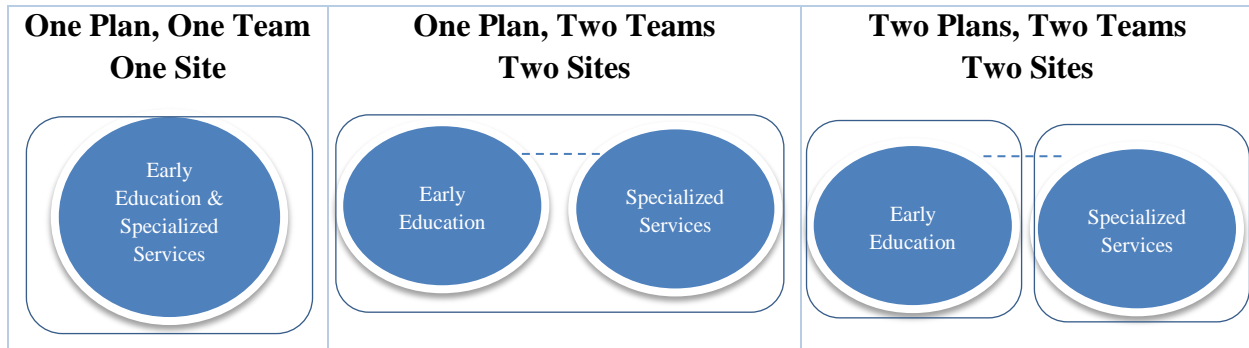 One Plan, One Team
One Site
One Plan, Two Teams
Two Sites
Two Plans, Two Teams
Two Sites
Early
Education &
Specialized
Services
Early
Education
Specialized
Services
Early
Education
Specialized
Services